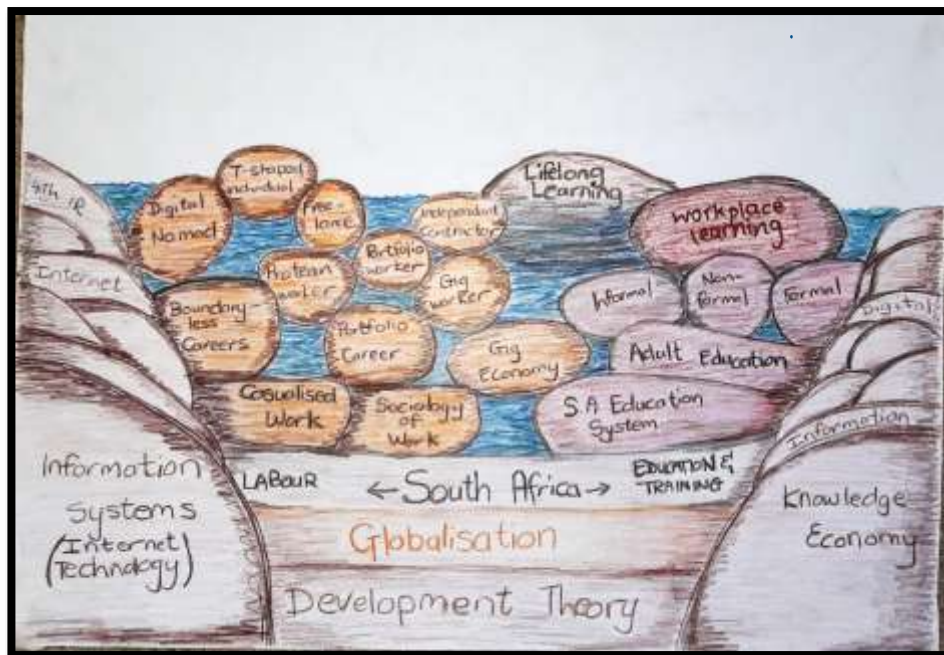 4th IR
Internet
Information
Systems
(Internet
Technology)
Digital
Nomad
T-shaped
individual
Free-
lance
Independent
Contractor
Portfolio
worker
Protean
worker
Gig
worker
Boundary-
less
Careers
Portfolio
Career
Gig
Economy
Casualised
Work
Sociology
of
Work
Lifelong
Learning
Workplace
learning
Informal
Non-
formal
Formal
Adult Education
S.A Education
System
Digital
Information
Knowledge
Economy
LABOUR
←South Africa→
EDUCATION &
TRAINING
Globalisation
Development Theory